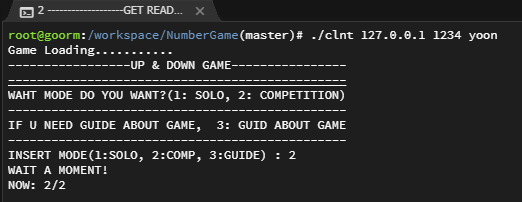 2 -------------------GET READ...
root@goorm:/workspace/NumberGame(master)# ./clnt 127.0.0.1 1234 yoon
Game Loading...........
------------------UP & DOWN GAME-----------------
WAHT MODE DO YOU WANT?(1: SOLO, 2: COMPETITION)
-------------------------------------------------
IF U NEED GUIDE ABOUT GAME,  3: GUID ABOUT GAME
-------------------------------------------------
INSERT MODE(1:SOLO, 2:COMP, 3:GUIDE) : 2
WAIT A MOMENT!
NOW: 2/2